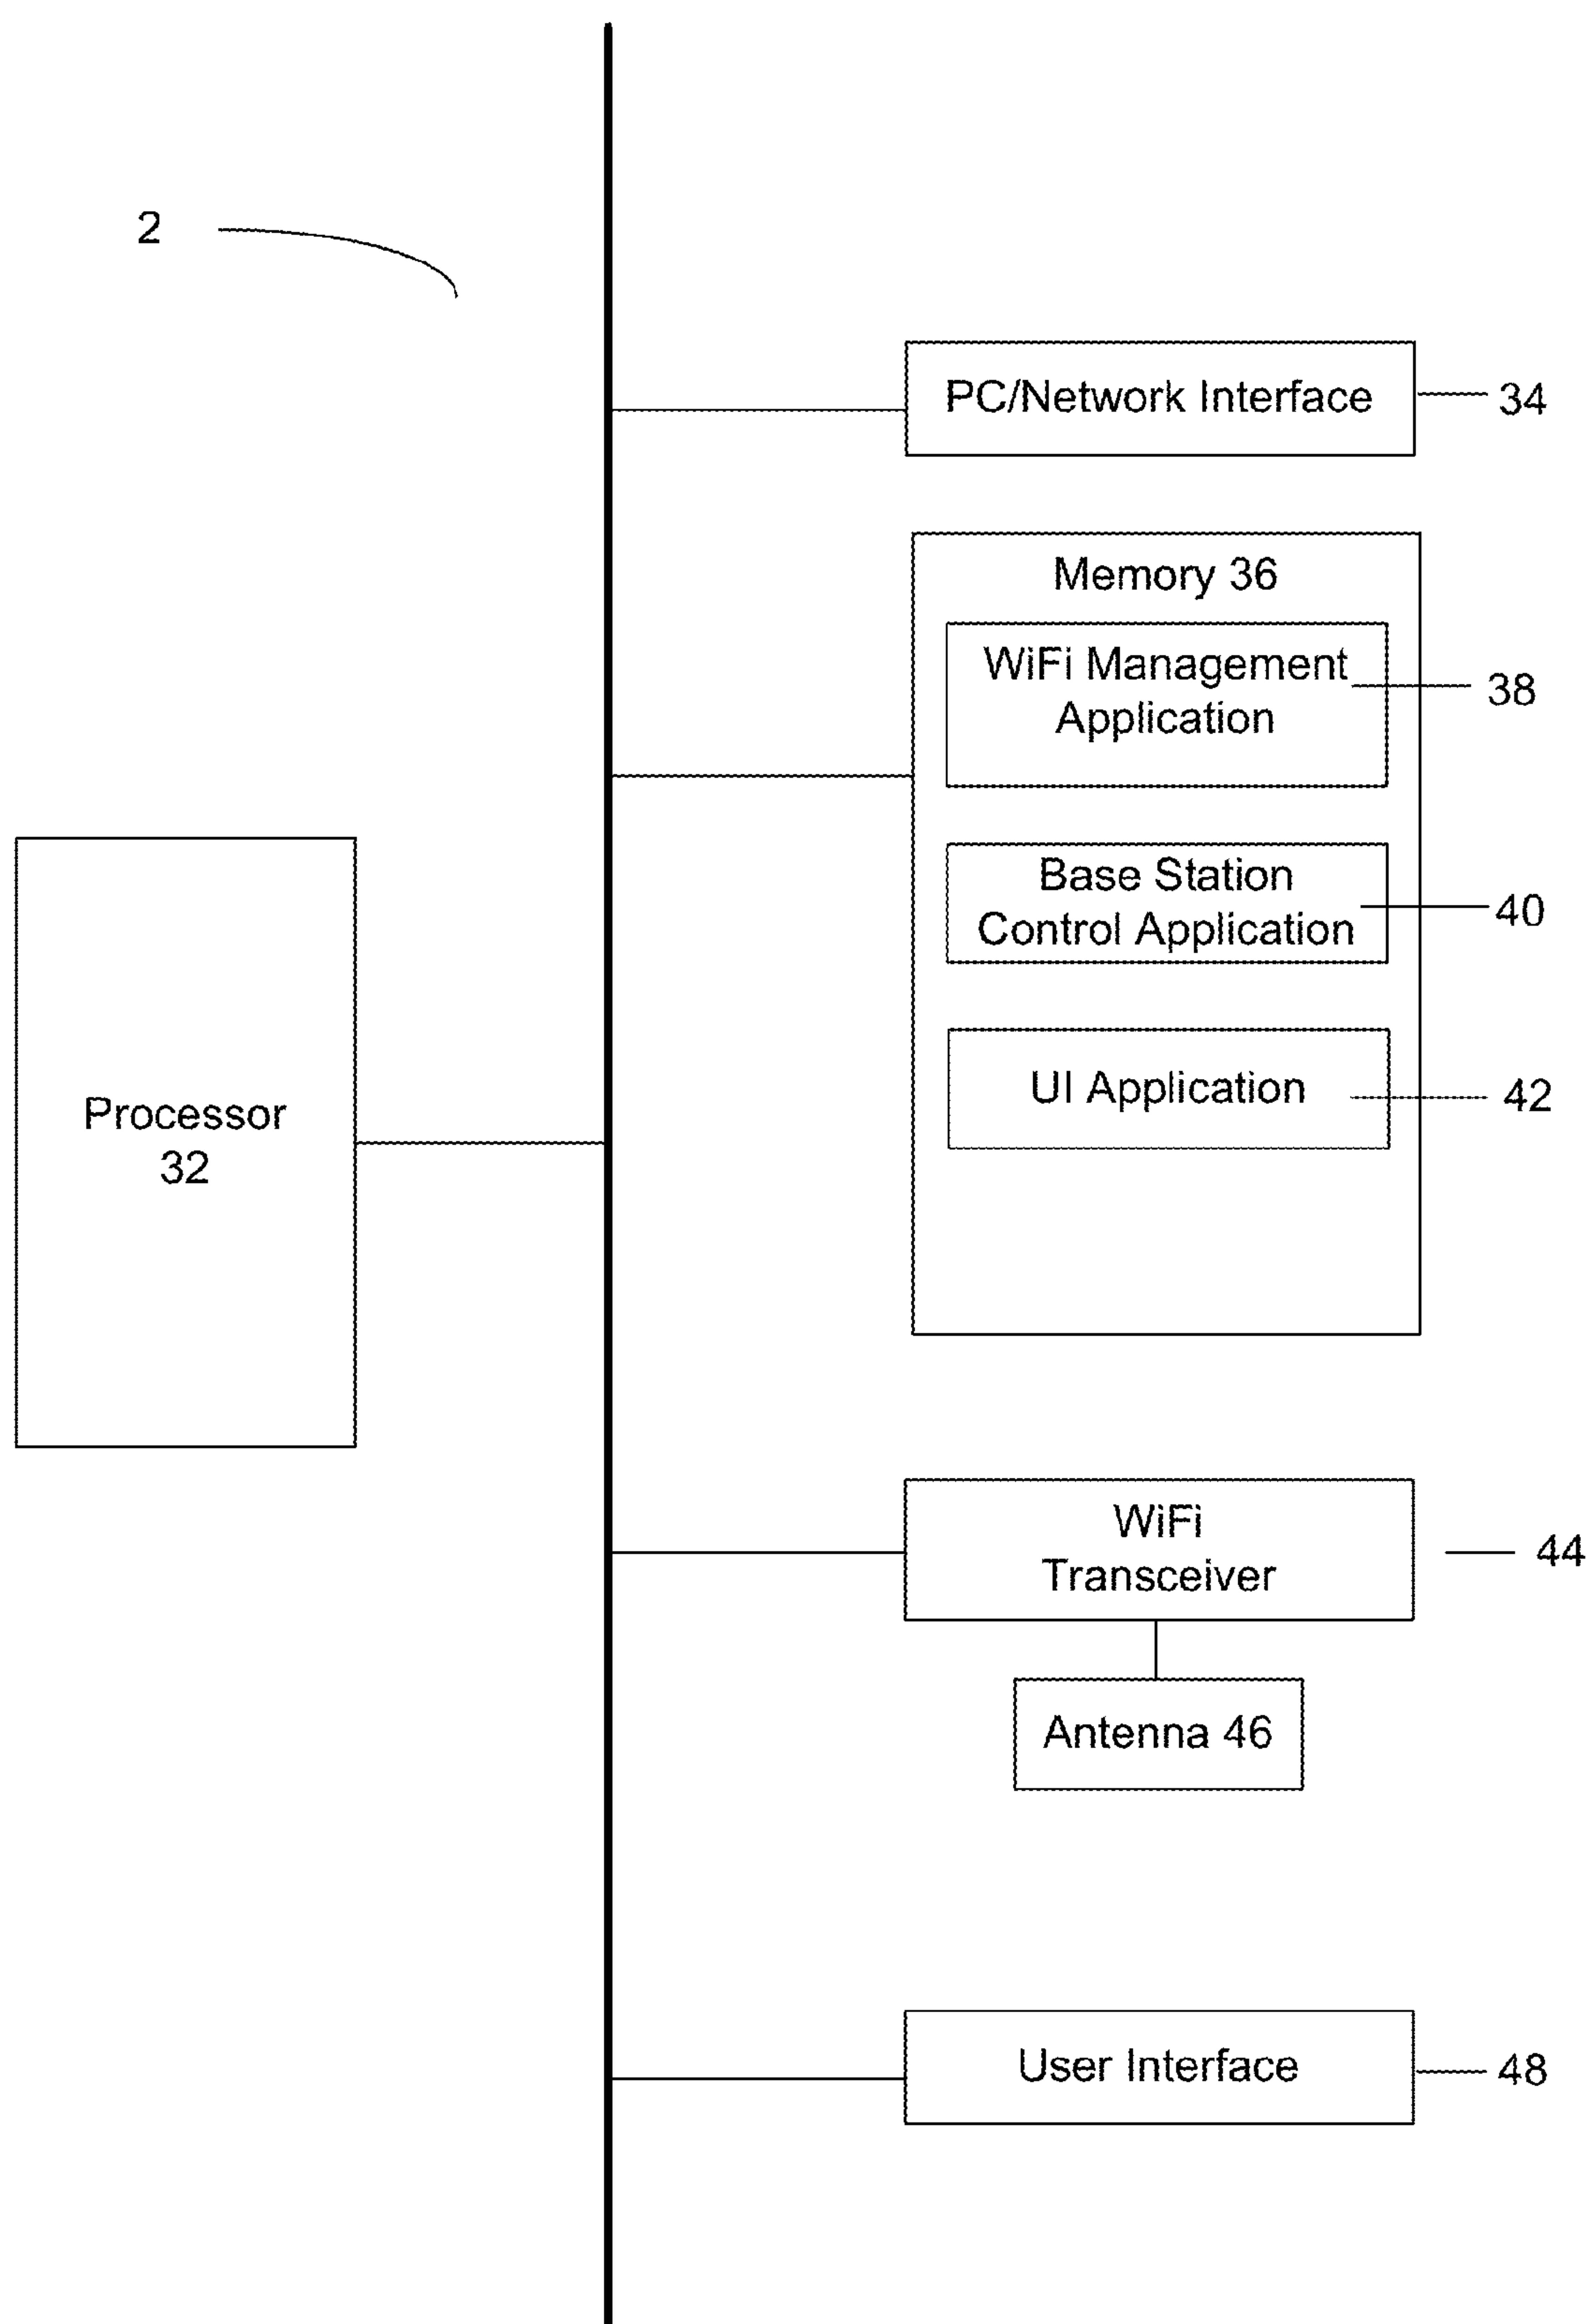 2
PC/Network Interface
34
Memory 36
WiFi Management
Application
38
Base Station
Control Application
40
UI Application
42
Processor
32
WiFi
Transceiver
44
Antenna 46
User Interface
48